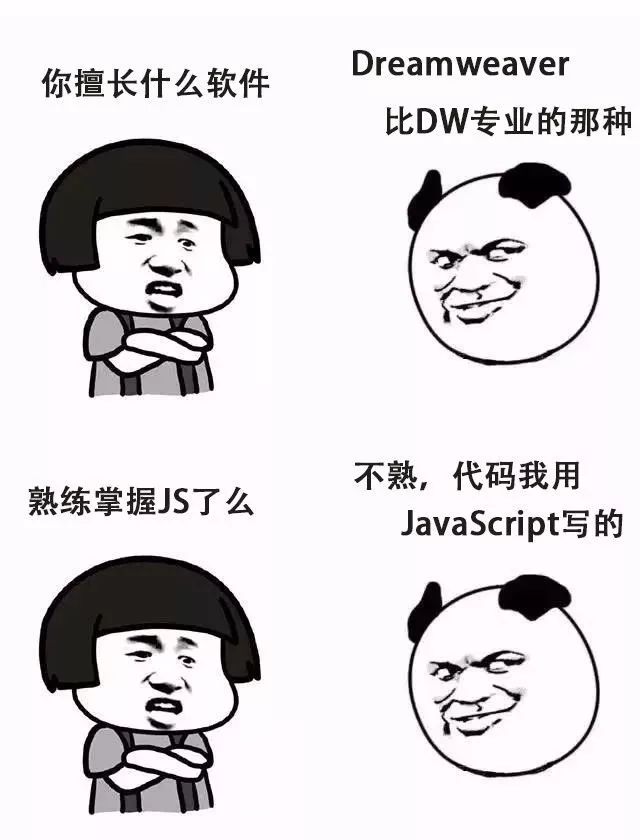 你擅长什么软件
Dreamweaver
比DW专业的那种
熟练掌握JS了么
不熟，代码我用
JavaScript写的